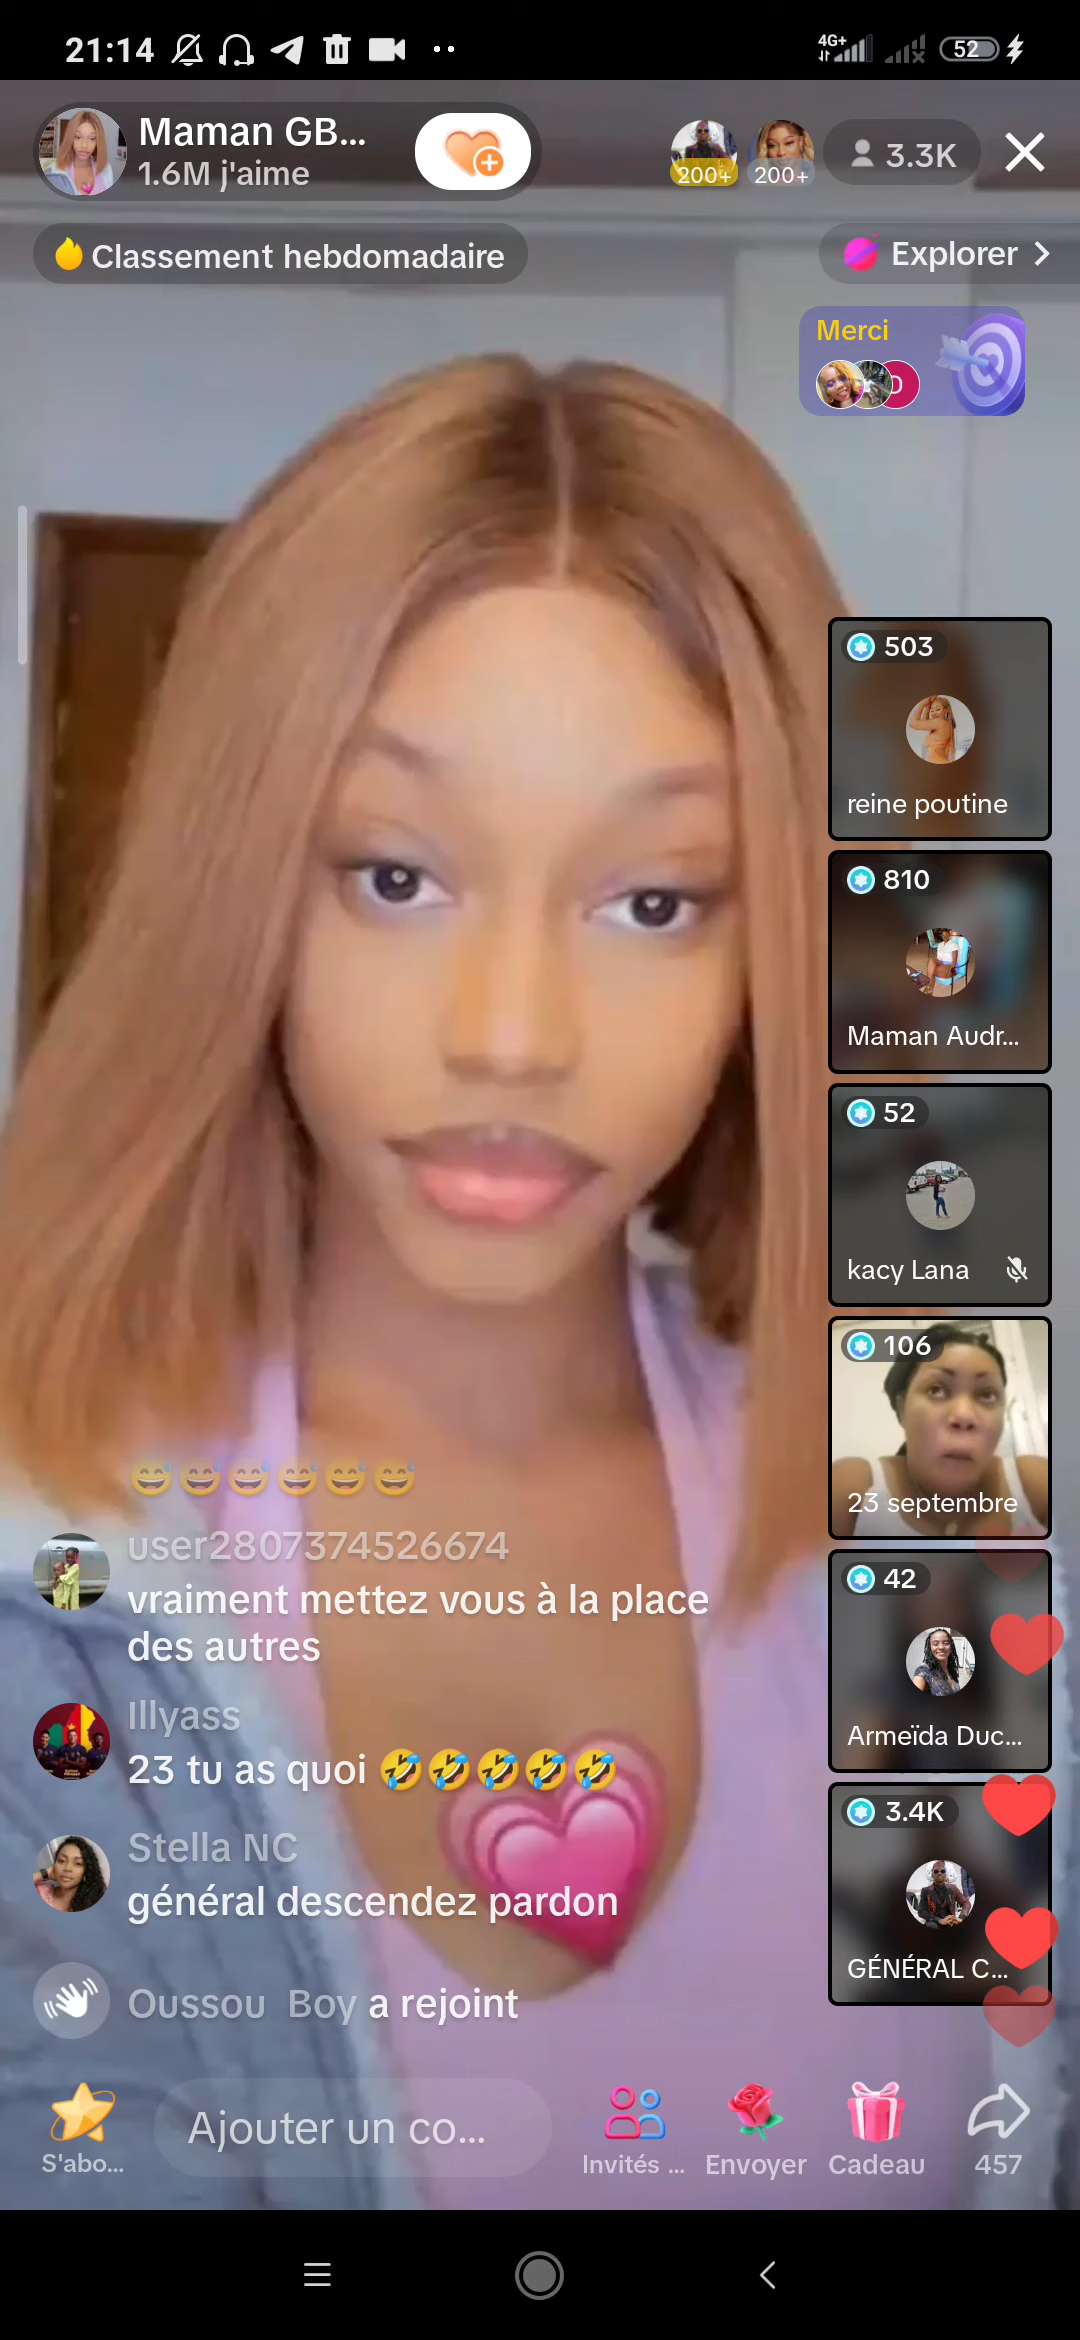 21:14
4G+
52
Maman GB...
1.6M j'aime
200+
200+
3.3K
Classement hebdomadaire
Explorer
Merci
D
503
reine poutine
810
Maman Audr...
52
kacy Lana
106
23 septembre
42
Armeïda Duc...
3.4K
GÉNÉRAL C...
user2807374526674
vraiment mettez vous à la place
des autres
Illyass
23 tu as quoi 🤣🤣🤣🤣🤣
Stella NC
général descendez pardon
Oussou Boy a rejoint
S'abo...
Ajouter un co...
Invités ...
Envoyer
Cadeau
457